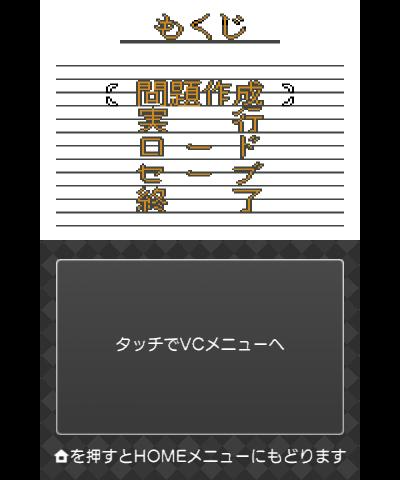 もくじ
問題作成
実行
ロード
セーブ
終了
タッチでVCメニューへ
を押すとHOMEメニューにもどります